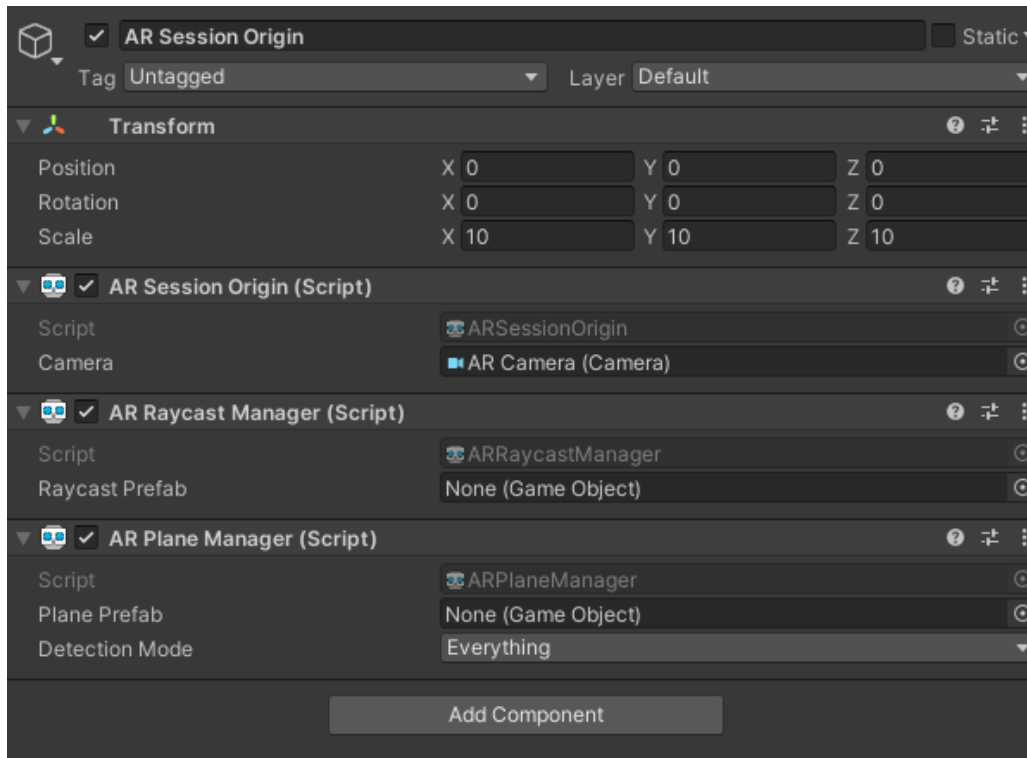 AR Session Origin Static
Tag Untagged Layer Default
Transform
Position X 0 Y 0 Z 0
Rotation X 0 Y 0 Z 0
Scale X 10 Y 10 Z 10
AR Session Origin (Script)
Script ARSessionOrigin
Camera AR Camera (Camera)
AR Raycast Manager (Script)
Script ARRaycastManager
Raycast Prefab None (Game Object)
AR Plane Manager (Script)
Script ARPlaneManager
Plane Prefab None (Game Object)
Detection Mode Everything
Add Component